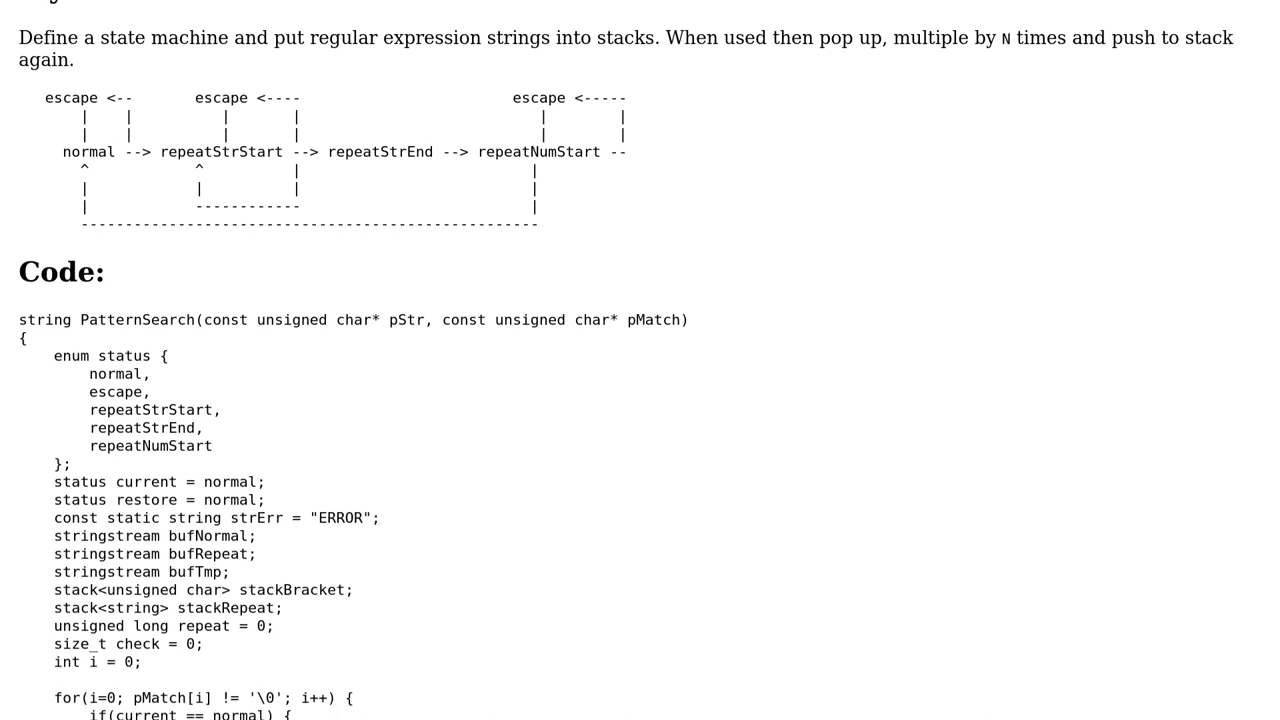 Define a state machine and put regular expression strings into stacks. When used then pop up, multiple by N times and push to stack
again.
   escape <--       escape <----                        escape <-----
       |    |          |       |                           |        |
       |    |          |       |                           |        |
     normal --> repeatStrStart --> repeatStrEnd --> repeatNumStart --
       ^            ^          |                          |
       |            |          |                          |
       |            ------------                          |
       ----------------------------------------------------
Code:
string PatternSearch(const unsigned char* pStr, const unsigned char* pMatch)
{
    enum status {
        normal,
        escape,
        repeatStrStart,
        repeatStrEnd,
        repeatNumStart
    };
    status current = normal;
    status restore = normal;
    const static string strErr = "ERROR";
    stringstream bufNormal;
    stringstream bufRepeat;
    stringstream bufTmp;
    stack<unsigned char> stackBracket;
    stack<string> stackRepeat;
    unsigned long repeat = 0;
    size_t check = 0;
    int i = 0;

    for(i=0; pMatch[i] != '\0'; i++) {
        if(current == normal) {